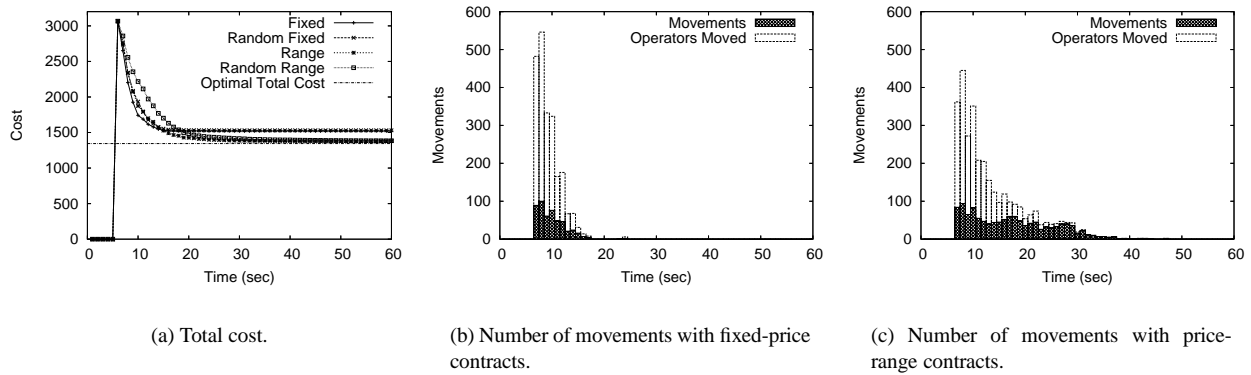 Cost
3200
3000
2500
2000
1500
1000
500
0
Fixed
Random Fixed
Range
Random Range
Optimal Total Cost
0 10 20 30 40 50 60
Time (sec)
(a) Total cost.
Movements
600
500
400
300
200
100
0
Movements
Operators Moved
0 10 20 30 40 50 60
Time (sec)
(b) Number of movements with fixed-price
contracts.
Movements
600
500
400
300
200
100
0
Movements
Operators Moved
0 10 20 30 40 50 60
Time (sec)
(c) Number of movements with price-
range contracts.